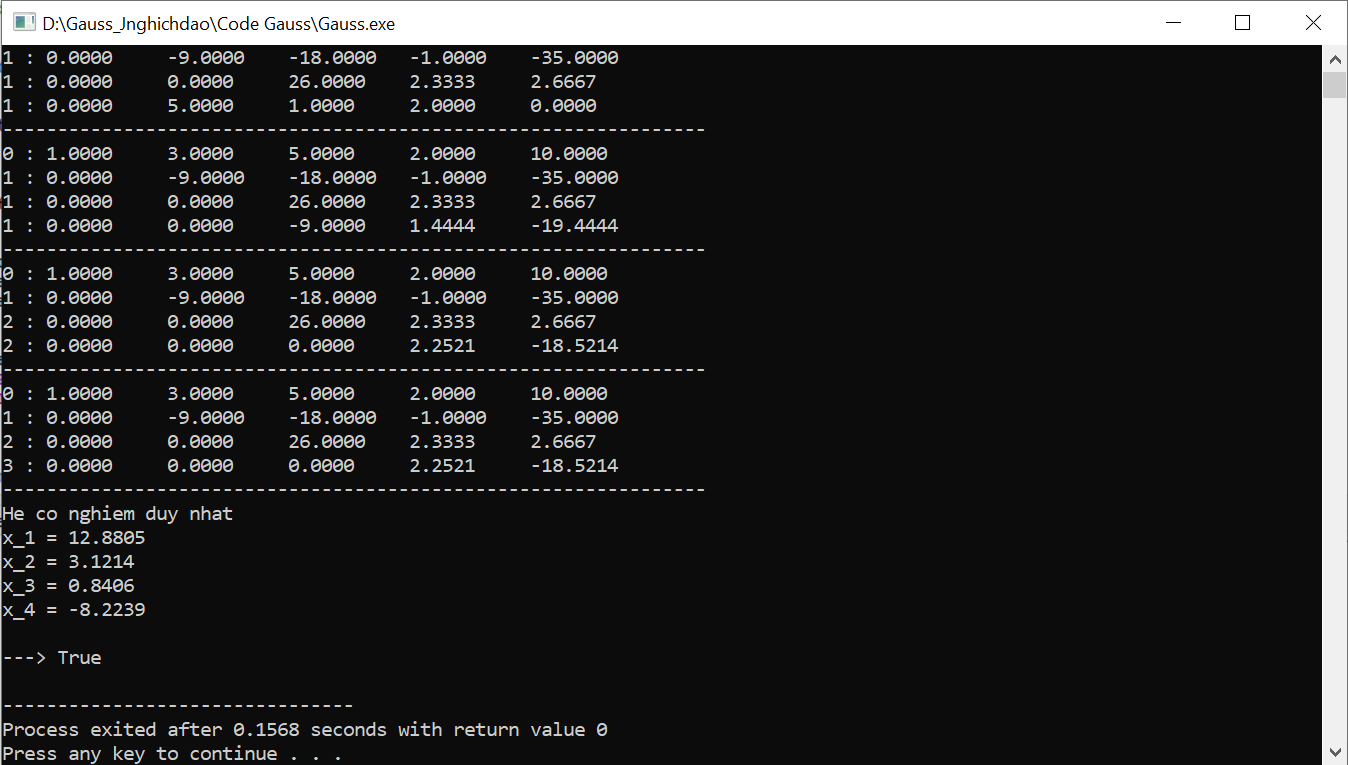 D:\Gauss_Jnghichdao\Code Gauss\Gauss.exe
1 : 0.0000 -9.0000 -18.0000 -1.0000 -35.0000
1 : 0.0000 0.0000 26.0000 2.3333 2.6667
1 : 0.0000 5.0000 1.0000 2.0000 0.0000
----------------------------------------------------------------
0 : 1.0000 3.0000 5.0000 2.0000 10.0000
1 : 0.0000 -9.0000 -18.0000 -1.0000 -35.0000
1 : 0.0000 0.0000 26.0000 2.3333 2.6667
1 : 0.0000 0.0000 -9.0000 1.4444 -19.4444
----------------------------------------------------------------
0 : 1.0000 3.0000 5.0000 2.0000 10.0000
1 : 0.0000 -9.0000 -18.0000 -1.0000 -35.0000
2 : 0.0000 0.0000 26.0000 2.3333 2.6667
2 : 0.0000 0.0000 0.0000 2.2521 -18.5214
----------------------------------------------------------------
0 : 1.0000 3.0000 5.0000 2.0000 10.0000
1 : 0.0000 -9.0000 -18.0000 -1.0000 -35.0000
2 : 0.0000 0.0000 26.0000 2.3333 2.6667
3 : 0.0000 0.0000 0.0000 2.2521 -18.5214
----------------------------------------------------------------
He co nghiem duy nhat
x_1 = 12.8805
x_2 = 3.1214
x_3 = 0.8406
x_4 = -8.2239
---> True
--------------------------------
Process exited after 0.1568 seconds with return value 0
Press any key to continue . . .